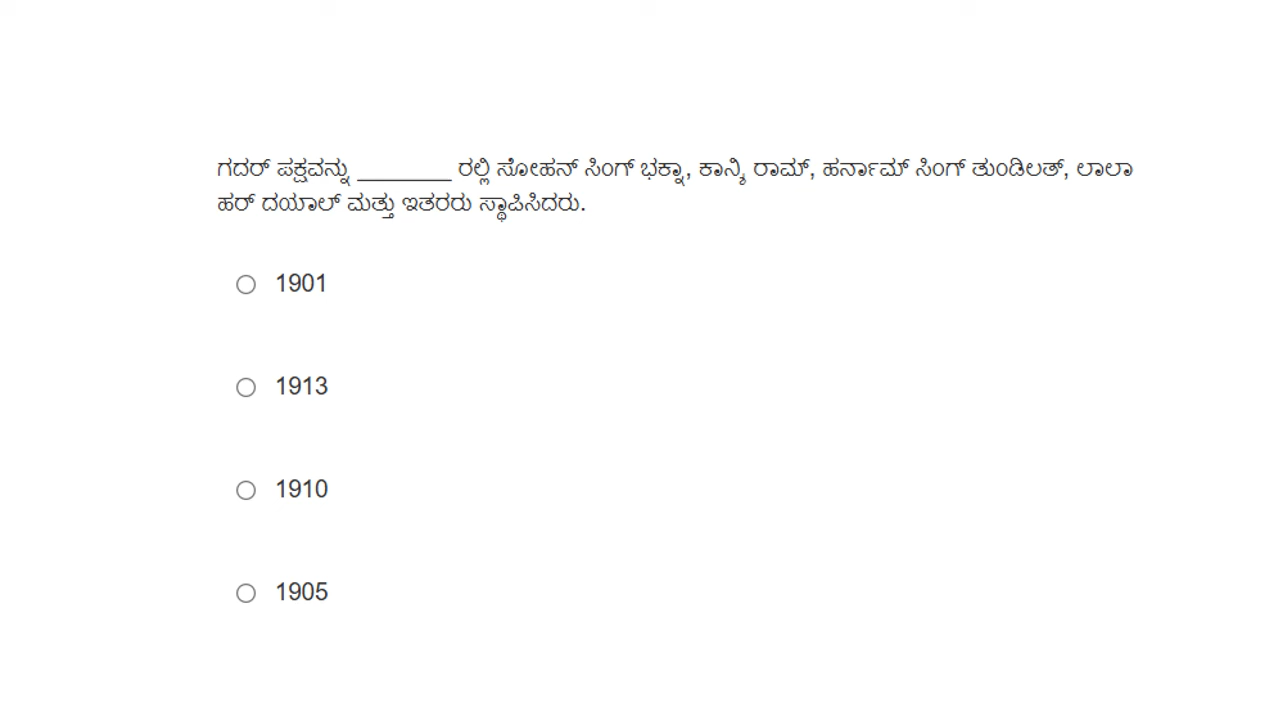 ಗದರ್ ಪಕ್ಷವನ್ನು ________ ರಲ್ಲಿ ಸೋಹನ್ ಸಿಂಗ್ ಭಕ್ನಾ, ಕಾನ್ಶಿ ರಾಮ್, ಹರ್ನಾಮ್ ಸಿಂಗ್ ತುಂಡಿಲತ್, ಲಾಲಾ
ಹರ್ ದಯಾಲ್ ಮತ್ತು ಇತರರು ಸ್ಥಾಪಿಸಿದರು.
1901
1913
1910
1905